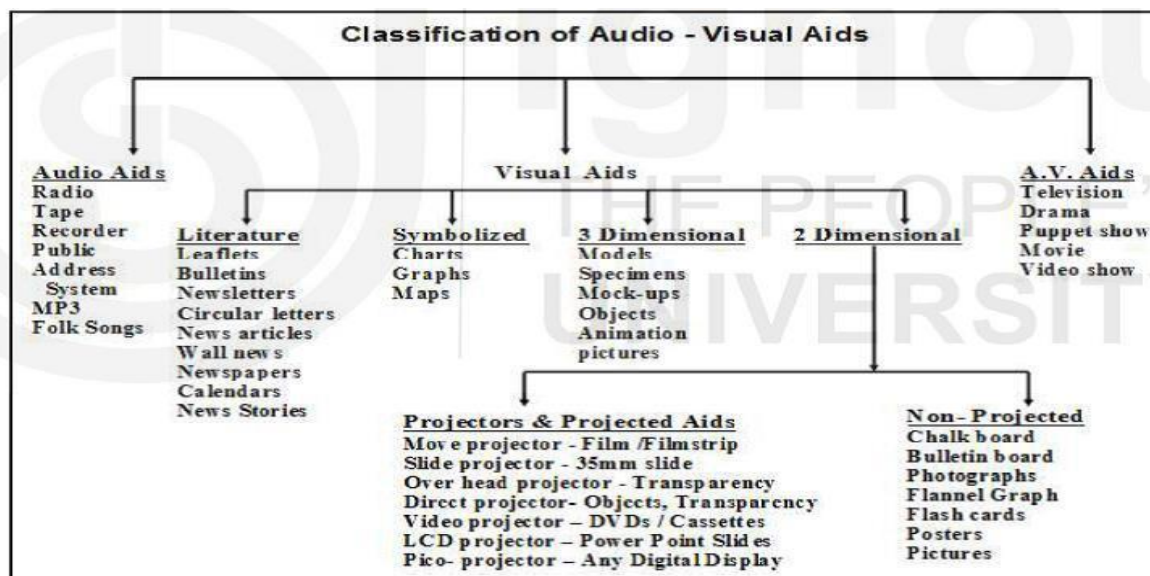 Classification of Audio - Visual Aids
Audio Aids
Radio
Tape
Recorder
Public
Address
System
MP3
Folk Songs
Visual Aids
Literature
Leaflets
Bulletins
Newsletters
Circular letters
News articles
Wall news
Newspapers
Calendars
News Stories
Symbolized
Charts
Graphs
Maps
3 Dimensional
Models
Specimens
Mock-ups
Objects
Animation
pictures
2 Dimensional
Projectors & Projected Aids
Move projector - Film /Filmstrip
Slide projector - 35mm slide
Over head projector - Transparency
Direct projector- Objects, Transparency
Video projector – DVDs / Cassettes
LCD projector – Power Point Slides
Pico- projector – Any Digital Display
Non- Projected
Chalk board
Bulletin board
Photographs
Flannel Graph
Flash cards
Posters
Pictures
A.V. Aids
Television
Drama
Puppet show
Movie
Video show
ignou
THE PEOPLE'
UNIVERSIT